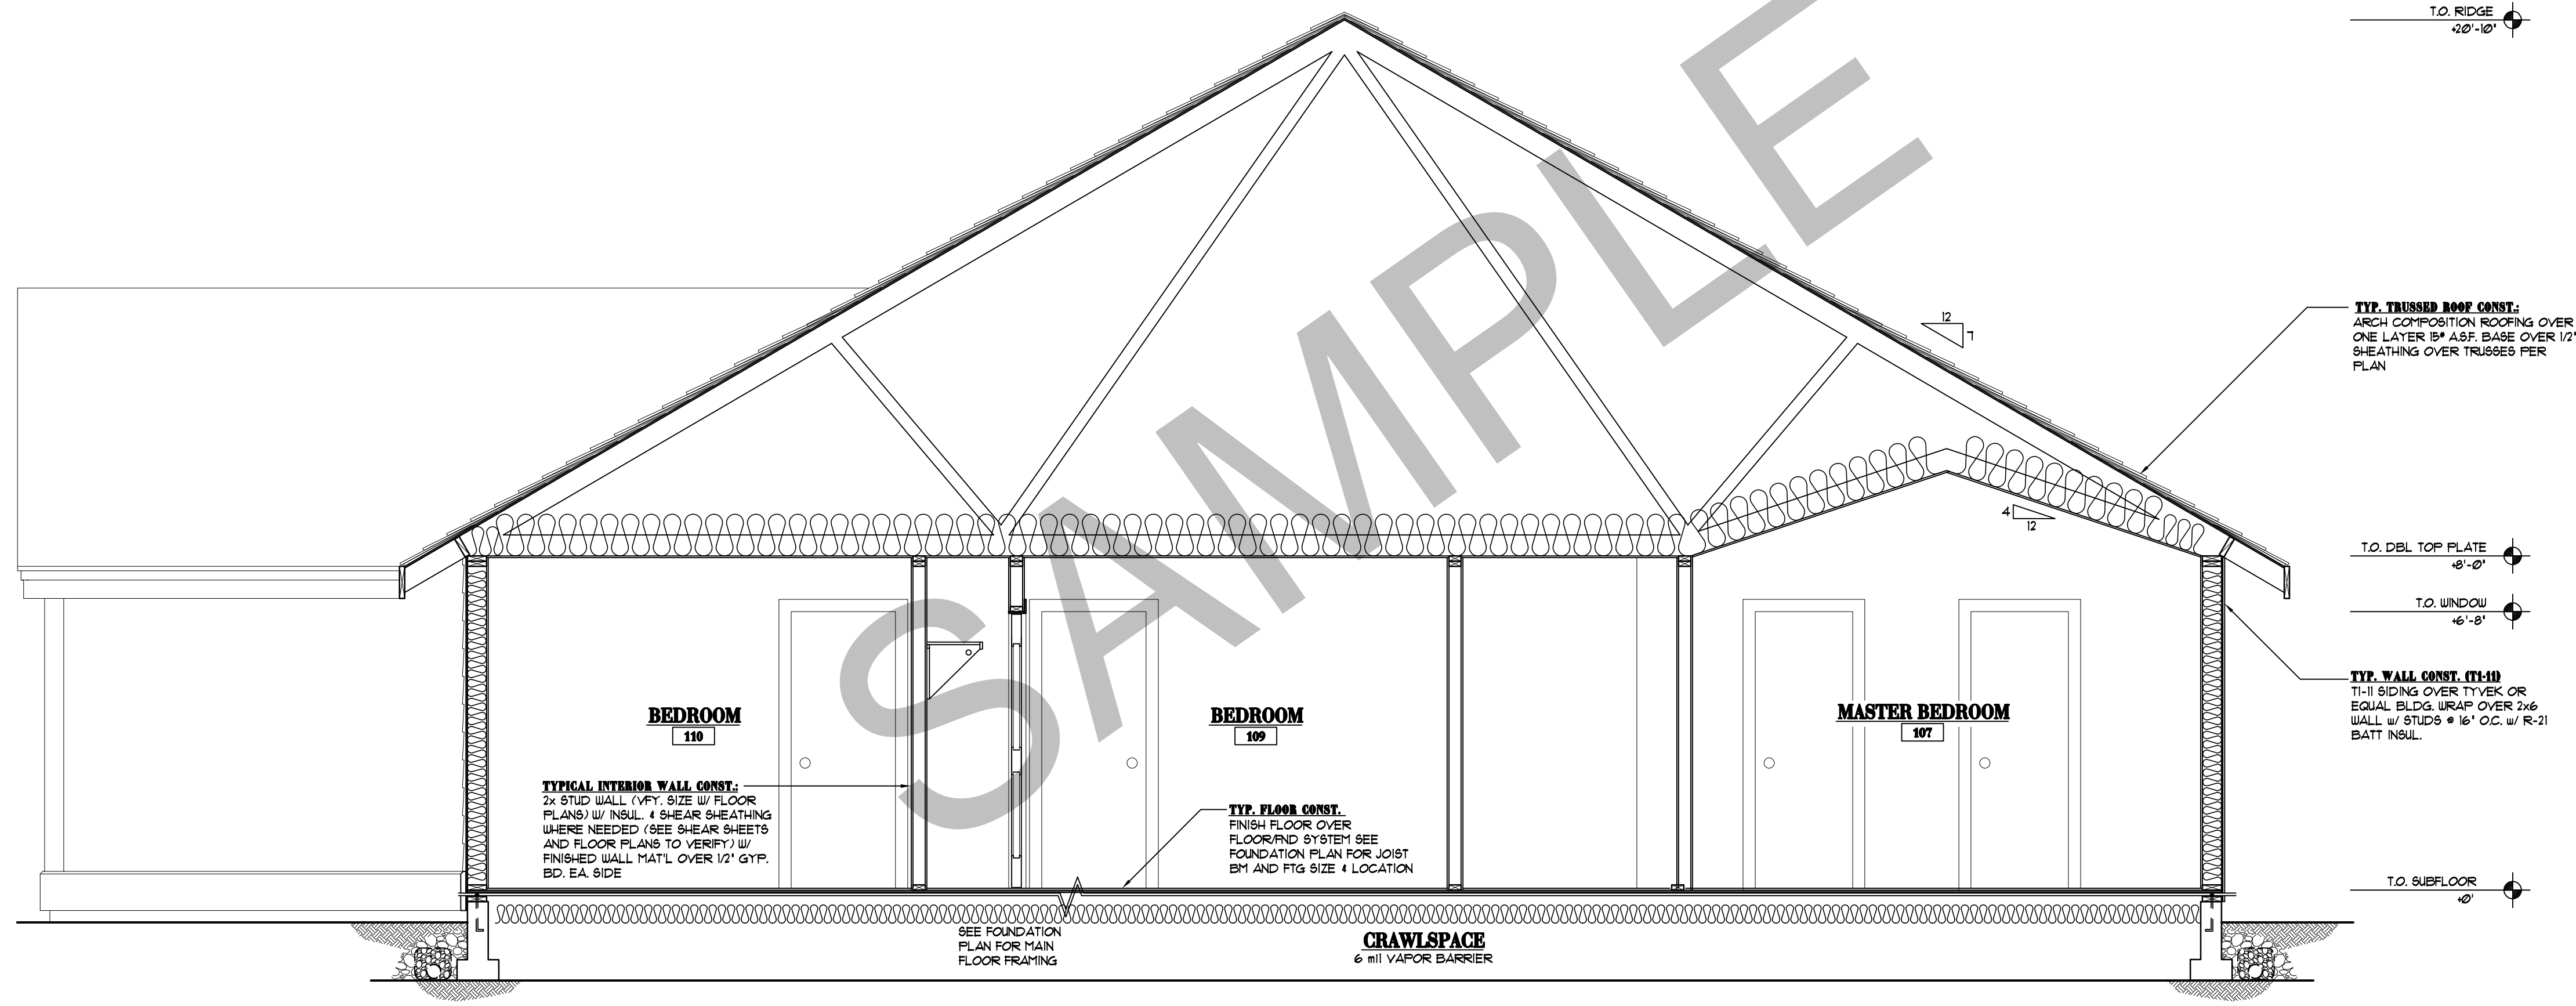 T.O. RIDGE
+20'-10"
12
7
TYP. TRUSSED ROOF CONST.:
ARCH COMPOSITION ROOFING OVER
ONE LAYER 15# A.S.F. BASE OVER 1/2"
SHEATHING OVER TRUSSES PER
PLAN
4
12
T.O. DBL TOP PLATE
+8'-0"
T.O. WINDOW
+6'-8"
TYP. WALL CONST. (T1-11)
T1-11 SIDING OVER TYVEK OR
EQUAL BLDG. WRAP OVER 2x6
WALL w/ STUDS @ 16" O.C. w/ R-21
BATT INSUL.
BEDROOM
110
BEDROOM
109
MASTER BEDROOM
107
TYPICAL INTERIOR WALL CONST.:
2x STUD WALL (VFY. SIZE W/ FLOOR
PLANS) W/ INSUL. & SHEAR SHEATHING
WHERE NEEDED (SEE SHEAR SHEETS
AND FLOOR PLANS TO VERIFY) W/
FINISHED WALL MAT'L OVER 1/2" GYP.
BD. EA. SIDE
TYP. FLOOR CONST.
FINISH FLOOR OVER
FLOOR/FND SYSTEM SEE
FOUNDATION PLAN FOR JOIST
BM AND FTG SIZE & LOCATION
T.O. SUBFLOOR
+0'
SEE FOUNDATION
PLAN FOR MAIN
FLOOR FRAMING
CRAWLSPACE
6 mil VAPOR BARRIER
SAMPLE